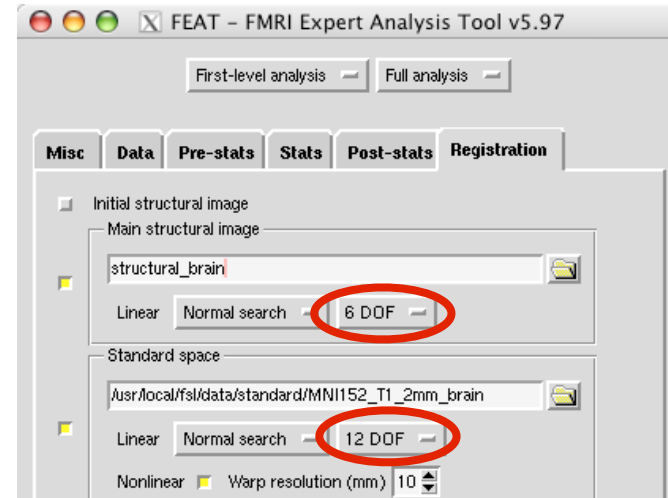 FEAT - FMRI Expert Analysis Tool v5.97
First-level analysis Full analysis
Misc Data Pre-stats Stats Post-stats Registration
Initial structural image
Main structural image
structural_brain
Linear Normal search 6 DOF
Standard space
/usr/local/fsl/data/standard/MNI152_T1_2mm_brain
Linear Normal search 12 DOF
Nonlinear Warp resolution (mm) 10